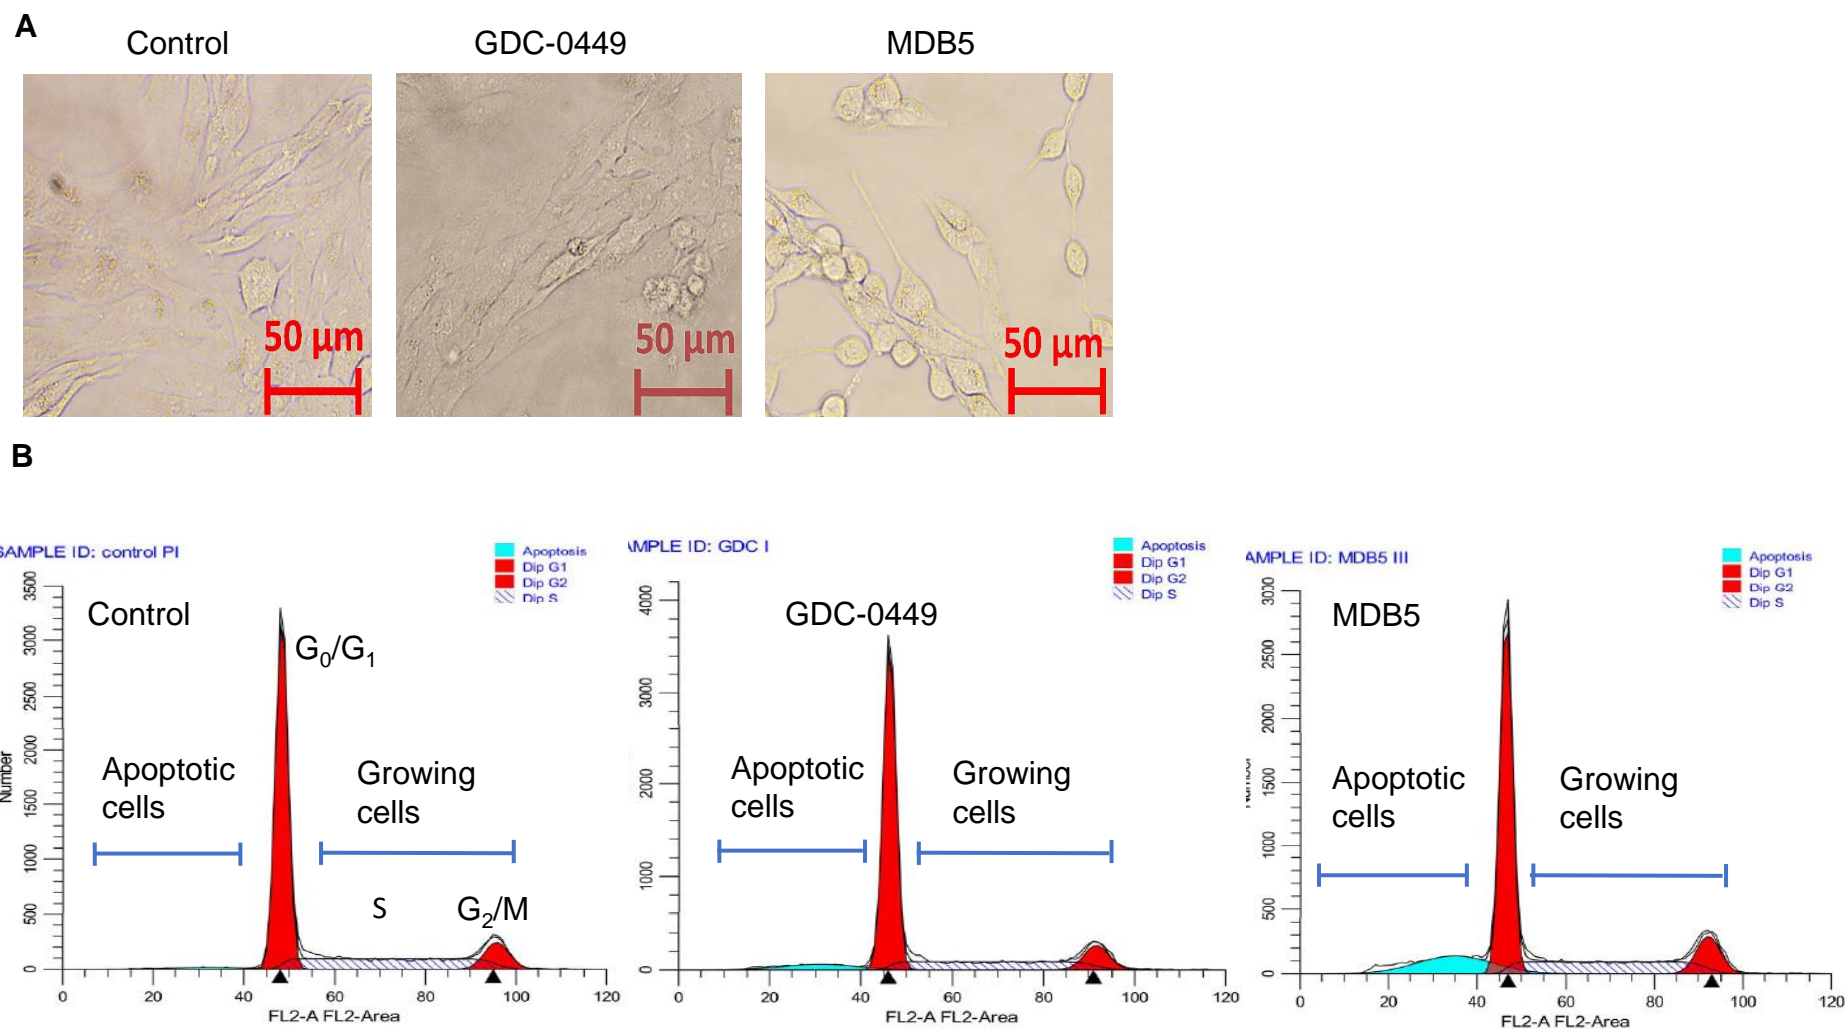 A
Control
GDC-0449
MDB5
50 µm
50 µm
50 µm
B
SAMPLE ID: control PI
Apoptosis
Dip G1
Dip G2
Dip S
Control
G0/G1
Apoptotic
cells
Growing
cells
S
G2/M
Number
0
500
1000
1500
2000
2500
3000
3500
0
20
40
60
80
100
120
FL2-A FL2-Area
AMPLE ID: GDC I
Apoptosis
Dip G1
Dip G2
Dip S
GDC-0449
Apoptotic
cells
Growing
cells
0
1000
2000
3000
4000
0
20
40
60
80
100
120
FL2-A FL2-Area
AMPLE ID: MDB5 III
Apoptosis
Dip G1
Dip G2
Dip S
MDB5
Apoptotic
cells
Growing
cells
Number
0
500
1000
1500
2000
2500
3000
0
20
40
60
80
100
120
FL2-A FL2-Area